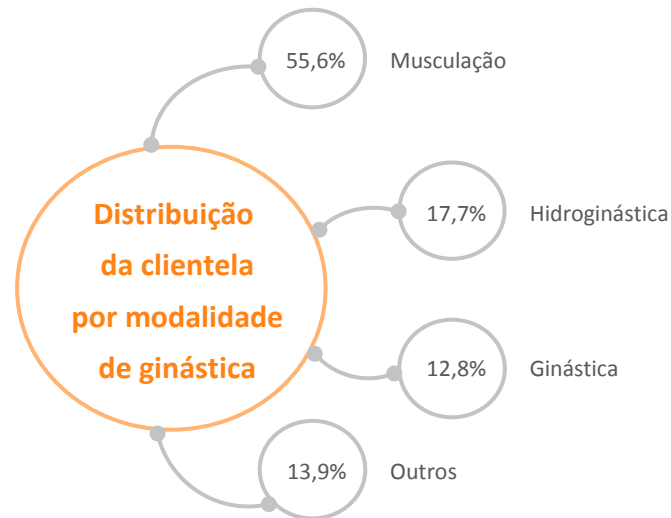 55,6% Musculação
Distribuição
da clientela
por modalidade
de ginástica
17,7% Hidroginástica
12,8% Ginástica
13,9% Outros